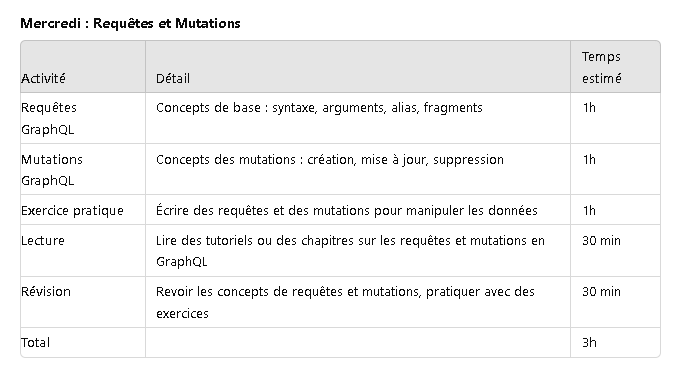 Mercredi : Requêtes et Mutations
Activité Détail Temps estimé
Requêtes GraphQL Concepts de base : syntaxe, arguments, alias, fragments 1h
Mutations GraphQL Concepts des mutations : création, mise à jour, suppression 1h
Exercice pratique Écrire des requêtes et des mutations pour manipuler les données 1h
Lecture Lire des tutoriels ou des chapitres sur les requêtes et mutations en GraphQL 30 min
Révision Revoir les concepts de requêtes et mutations, pratiquer avec des exercices 30 min
Total 3h